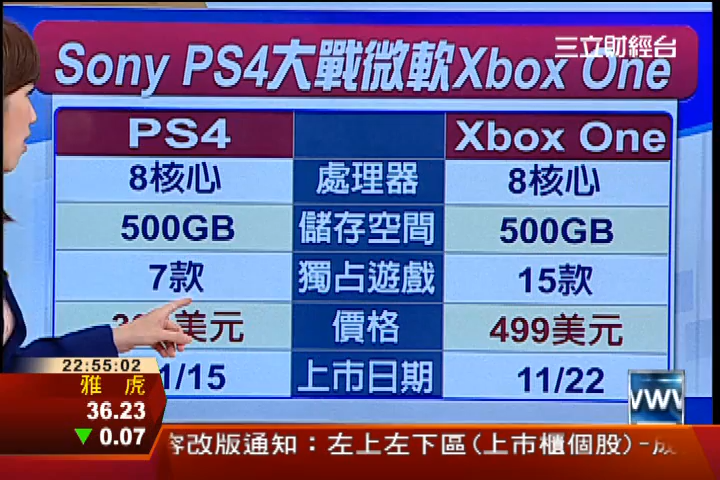 三立財經台
Sony PS4大戰微軟Xbox One
PS4 Xbox One
8核心 處理器 8核心
500GB 儲存空間 500GB
7款 獨占遊戲 15款
美元 價格 499美元
1/15 上市日期 11/22
22:55:02
雅虎
36.23
▼0.07
客改版通知：左上左下區(上市櫃個股)-成